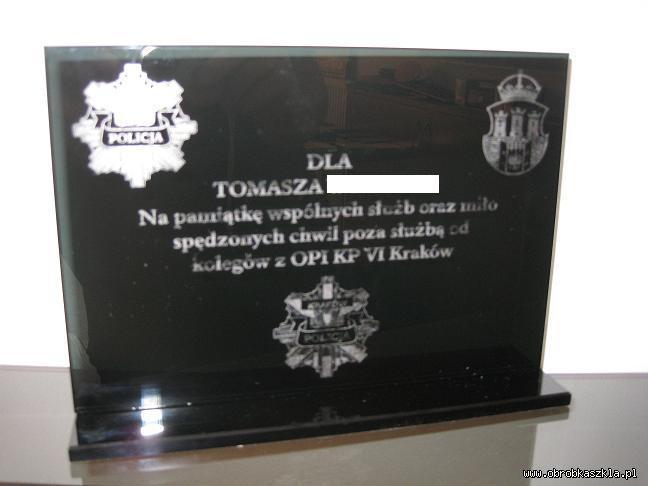 POLICJA
DLA
TOMASZA
Na pamiątkę wspólnych służb oraz miło
spędzonych chwil poza służbą od
kolegów z OPI KP VI Kraków
KRAKÓW
POLICJA
www.obrobkaszkla.pl